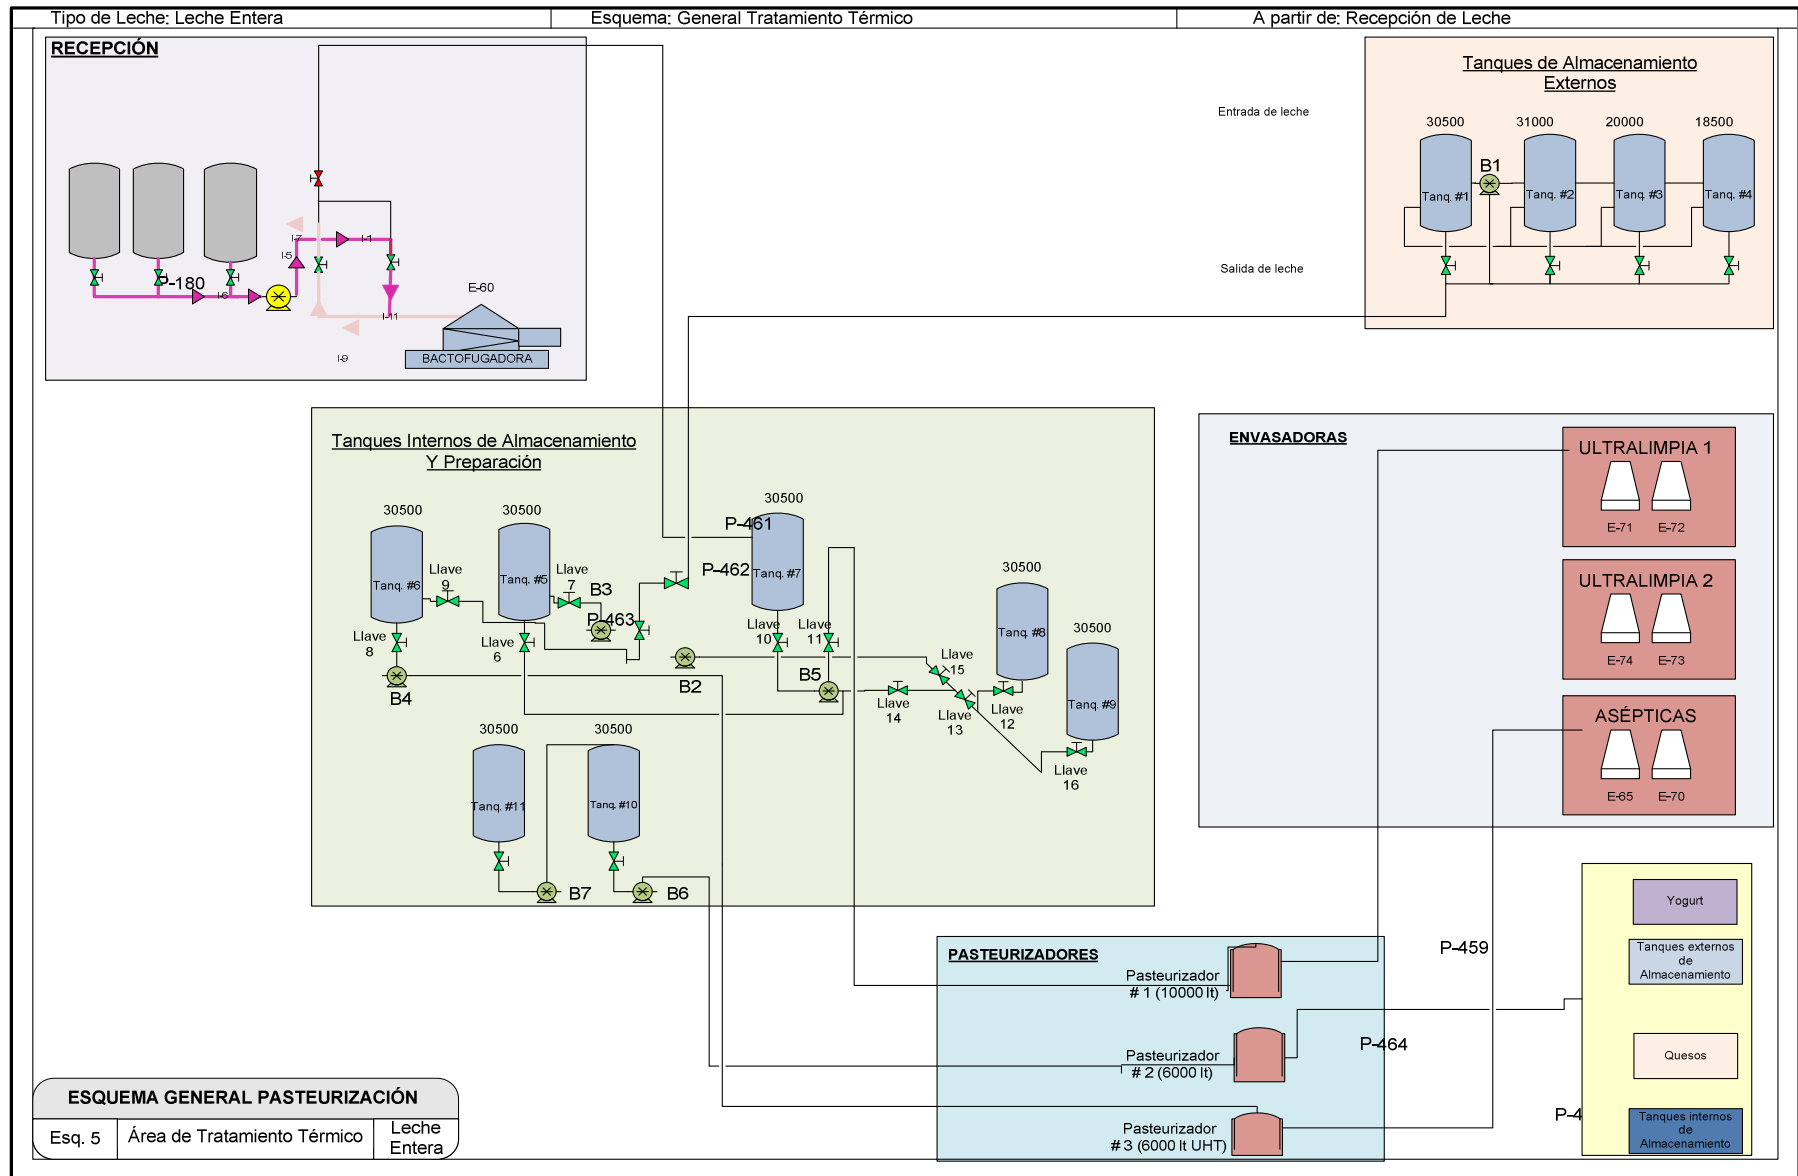 Tipo de Leche: Leche Entera
Esquema: General Tratamiento Térmico
A partir de: Recepción de Leche
RECEPCIÓN
P-180
I-7
I-1
I-5
I-6
I-11
I-9
E-60
BACTOFUGADORA
Entrada de leche
Salida de leche
Tanques de Almacenamiento
Externos
30500
31000
20000
18500
B1
Tanq. #1
Tanq. #2
Tanq. #3
Tanq. #4
Tanques Internos de Almacenamiento
Y Preparación
30500
30500
30500
30500
30500
P-461
P-462
P-463
Tanq. #6
Tanq. #5
Tanq. #7
Tanq. #8
Tanq. #9
Llave
9
Llave
7
B3
Llave
8
Llave
6
Llave
10
Llave
11
Llave
15
B4
B2
B5
Llave
14
Llave
13
Llave
12
Llave
16
30500
30500
Tanq. #11
Tanq. #10
B7
B6
ENVASADORAS
ULTRALIMPIA 1
E-71
E-72
ULTRALIMPIA 2
E-74
E-73
ASÉPTICAS
E-65
E-70
PASTEURIZADORES
Pasteurizador
# 1 (10000 lt)
Pasteurizador
# 2 (6000 lt)
Pasteurizador
# 3 (6000 lt UHT)
P-459
P-464
P-4
Yogurt
Tanques externos
de
Almacenamiento
Quesos
Tanques internos
de
Almacenamiento
ESQUEMA GENERAL PASTEURIZACIÓN
Esq. 5
Área de Tratamiento Térmico
Leche
Entera